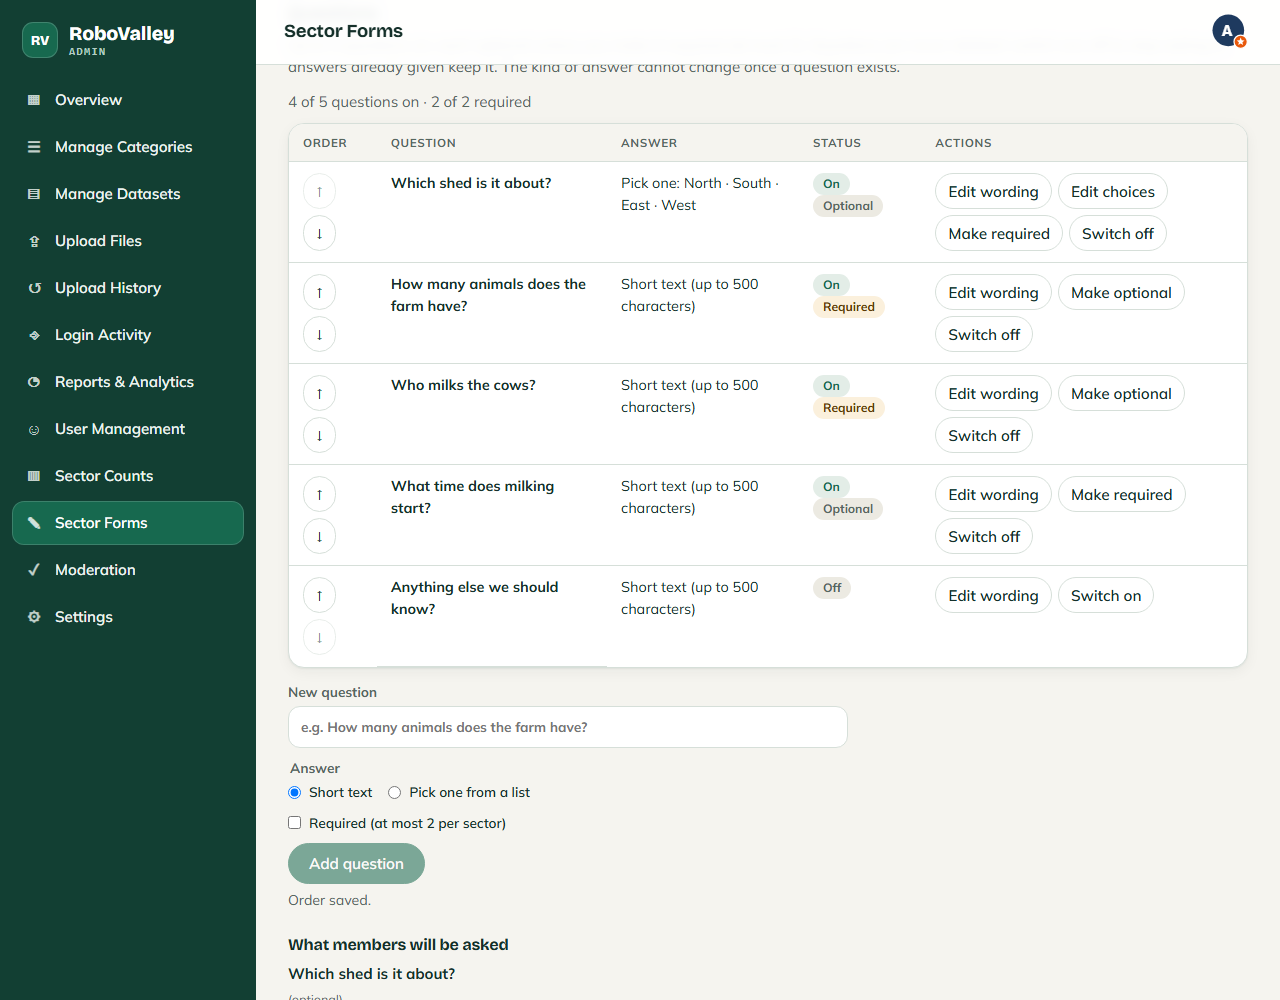 RV
RoboValley
ADMIN
Overview
Manage Categories
Manage Datasets
Upload Files
Upload History
Login Activity
Reports & Analytics
User Management
Sector Counts
Sector Forms
Moderation
Settings
Sector Forms
A
answers already given keep it. The kind of answer cannot change once a question exists.
4 of 5 questions on · 2 of 2 required
ORDER QUESTION ANSWER STATUS ACTIONS
↑ Which shed is it about? Pick one: North · South · On Edit wording Edit choices
East · West Optional
↓ Make required Switch off
↑ How many animals does the Short text (up to 500 On Edit wording Make optional
farm have? characters) Required
↓ Switch off
↑ Who milks the cows? Short text (up to 500 On Edit wording Make optional
characters) Required
↓ Switch off
↑ What time does milking Short text (up to 500 On Edit wording Make required
start? characters) Optional
↓ Switch off
↑ Anything else we should Short text (up to 500 Off Edit wording Switch on
know? characters)
↓
New question
e.g. How many animals does the farm have?
Answer
Short text Pick one from a list
Required (at most 2 per sector)
Add question
Order saved.
What members will be asked
Which shed is it about?
(optional)